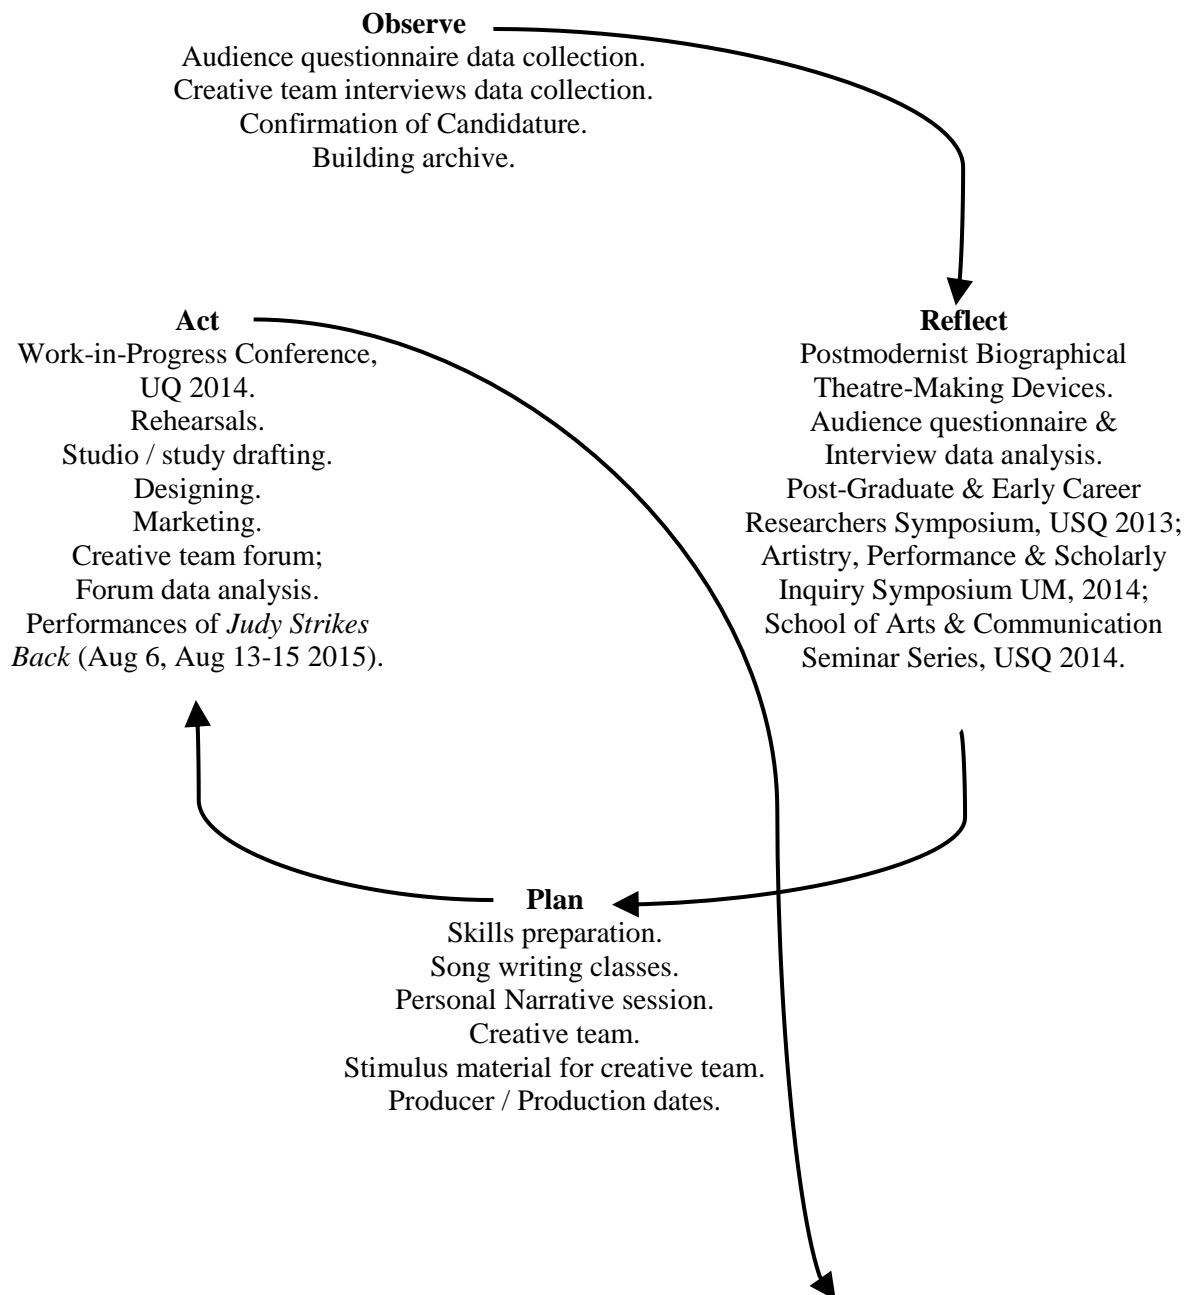 Observe
Audience questionnaire data collection.
Creative team interviews data collection.
Confirmation of Candidature.
Building archive.
Act
Work-in-Progress Conference,
UQ 2014.
Rehearsals.
Studio / study drafting.
Designing.
Marketing.
Creative team forum;
Forum data analysis.
Performances of Judy Strikes
Back (Aug 6, Aug 13-15 2015).
Reflect
Postmodernist Biographical
Theatre-Making Devices.
Audience questionnaire &
Interview data analysis.
Post-Graduate & Early Career
Researchers Symposium, USQ 2013;
Artistry, Performance & Scholarly
Inquiry Symposium UM, 2014;
School of Arts & Communication
Seminar Series, USQ 2014.
Plan
Skills preparation.
Song writing classes.
Personal Narrative session.
Creative team.
Stimulus material for creative team.
Producer / Production dates.